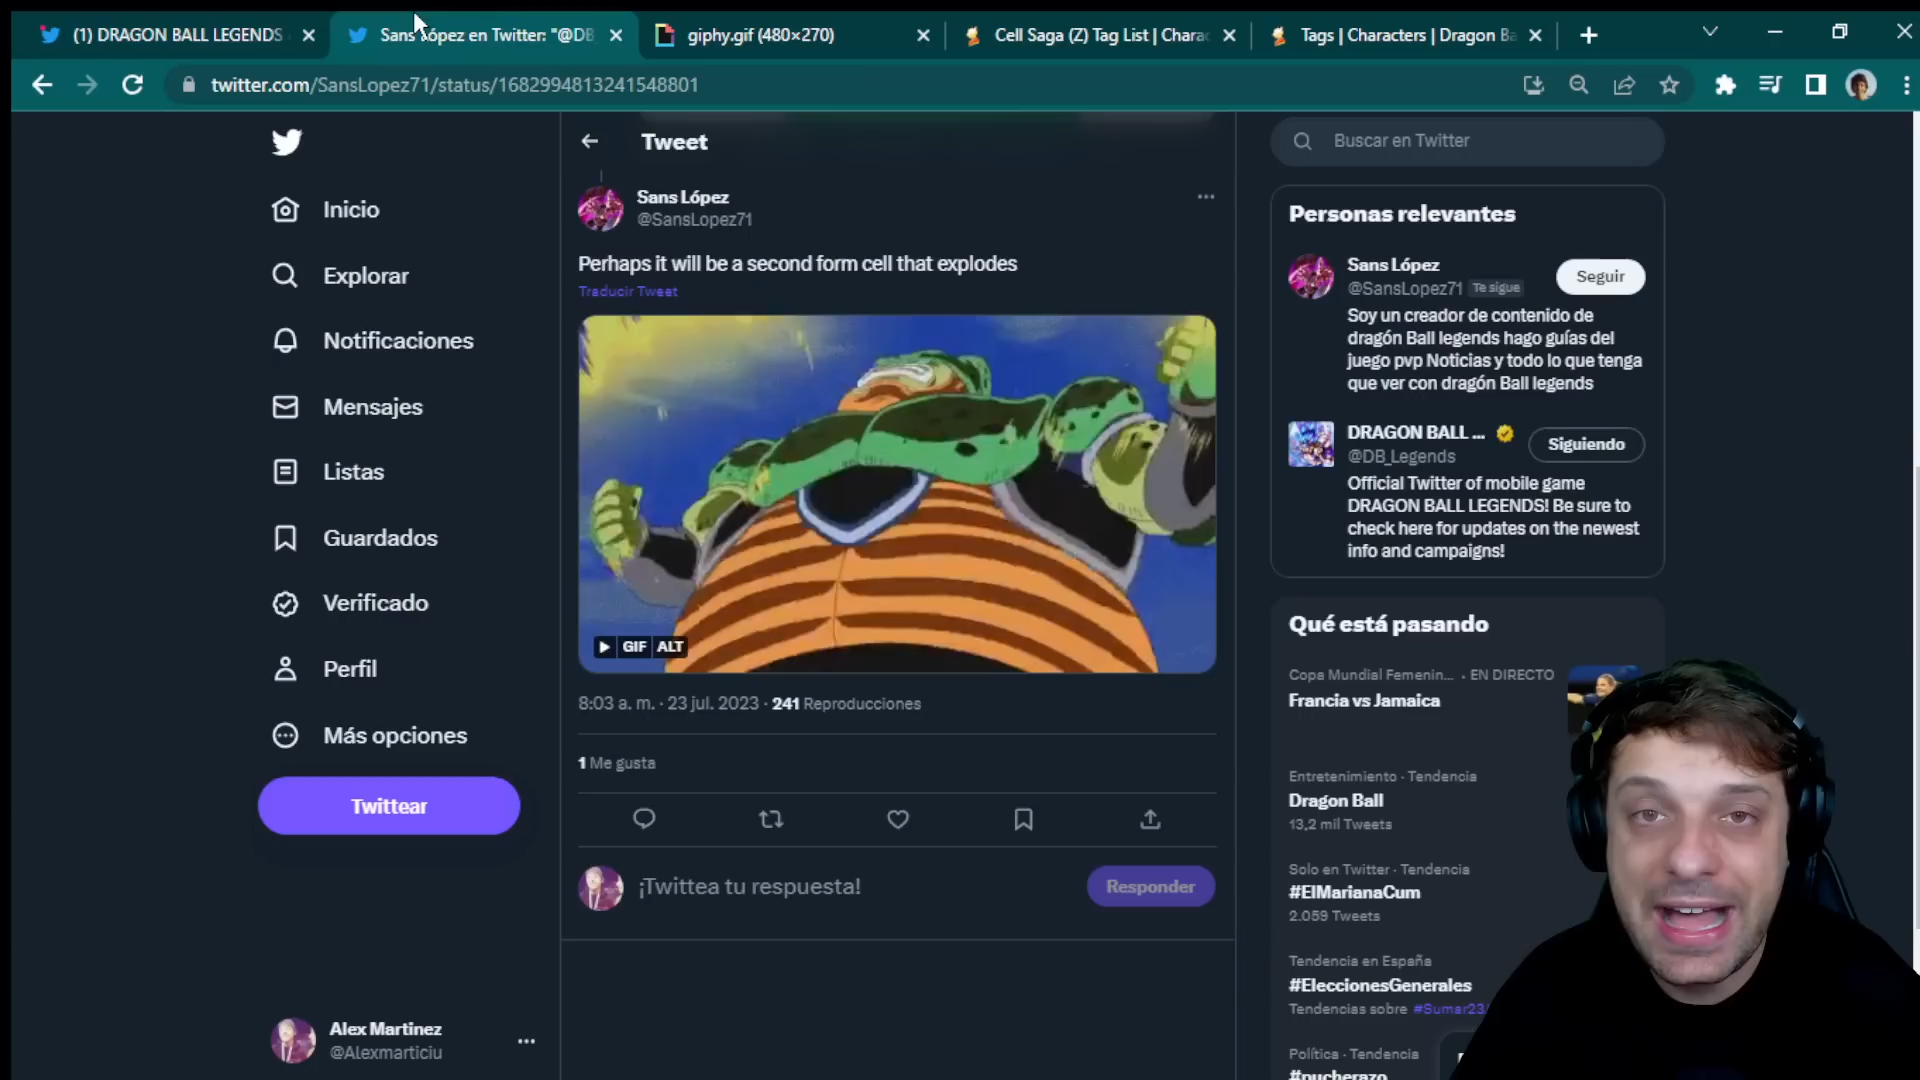 (1) DRAGON BALL LEGENDS
Sans López en Twitter: "@DB
giphy.gif (480×270)
Cell Saga (Z) Tag List | Charac
Tags | Characters | Dragon Ba
twitter.com/SansLopez71/status/1682994813241548801
Inicio
Explorar
Notificaciones
Mensajes
Listas
Guardados
Verificado
Perfil
Más opciones
Twittear
Alex Martinez
@Alexmarticiu
Tweet
Sans López
@SansLopez71
Perhaps it will be a second form cell that explodes
Traducir Tweet
GIF ALT
8:03 a. m. · 23 jul. 2023 · 241 Reproducciones
1 Me gusta
¡Twittea tu respuesta!
Responder
Buscar en Twitter
Personas relevantes
Sans López
@SansLopez71 Te sigue
Seguir
Soy un creador de contenido de
dragón Ball legends hago guías del
juego pvp Noticias y todo lo que tenga
que ver con dragón Ball legends
DRAGON BALL ...
@DB_Legends
Siguiendo
Official Twitter of mobile game
DRAGON BALL LEGENDS! Be sure to
check here for updates on the newest
info and campaigns!
Qué está pasando
Copa Mundial Femenin... · EN DIRECTO
Francia vs Jamaica
Entretenimiento · Tendencia
Dragon Ball
13,2 mil Tweets
Solo en Twitter · Tendencia
#ElMarianaCum
2.059 Tweets
Tendencia en España
#EleccionesGenerales
Tendencias sobre #Sumar23
Política · Tendencia
#pucherazo